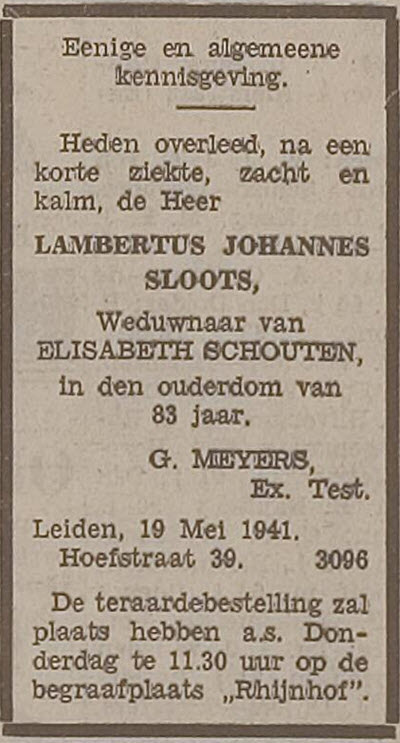 Eenige en algemeene
kennisgeving.
Heden overleed, na een
korte ziekte, zacht en
kalm, de Heer
LAMBERTUS JOHANNES
SLOOTS,
Weduwnaar van
ELISABETH SCHOUTEN,
in den ouderdom van
83 jaar.
G. MEYERS,
Ex. Test.
Leiden, 19 Mei 1941.
Hoefstraat 39. 3096
De teraardebestelling zal
plaats hebben a.s. Don-
derdag te 11.30 uur op de
begraafplaats „Rhijnhof”.